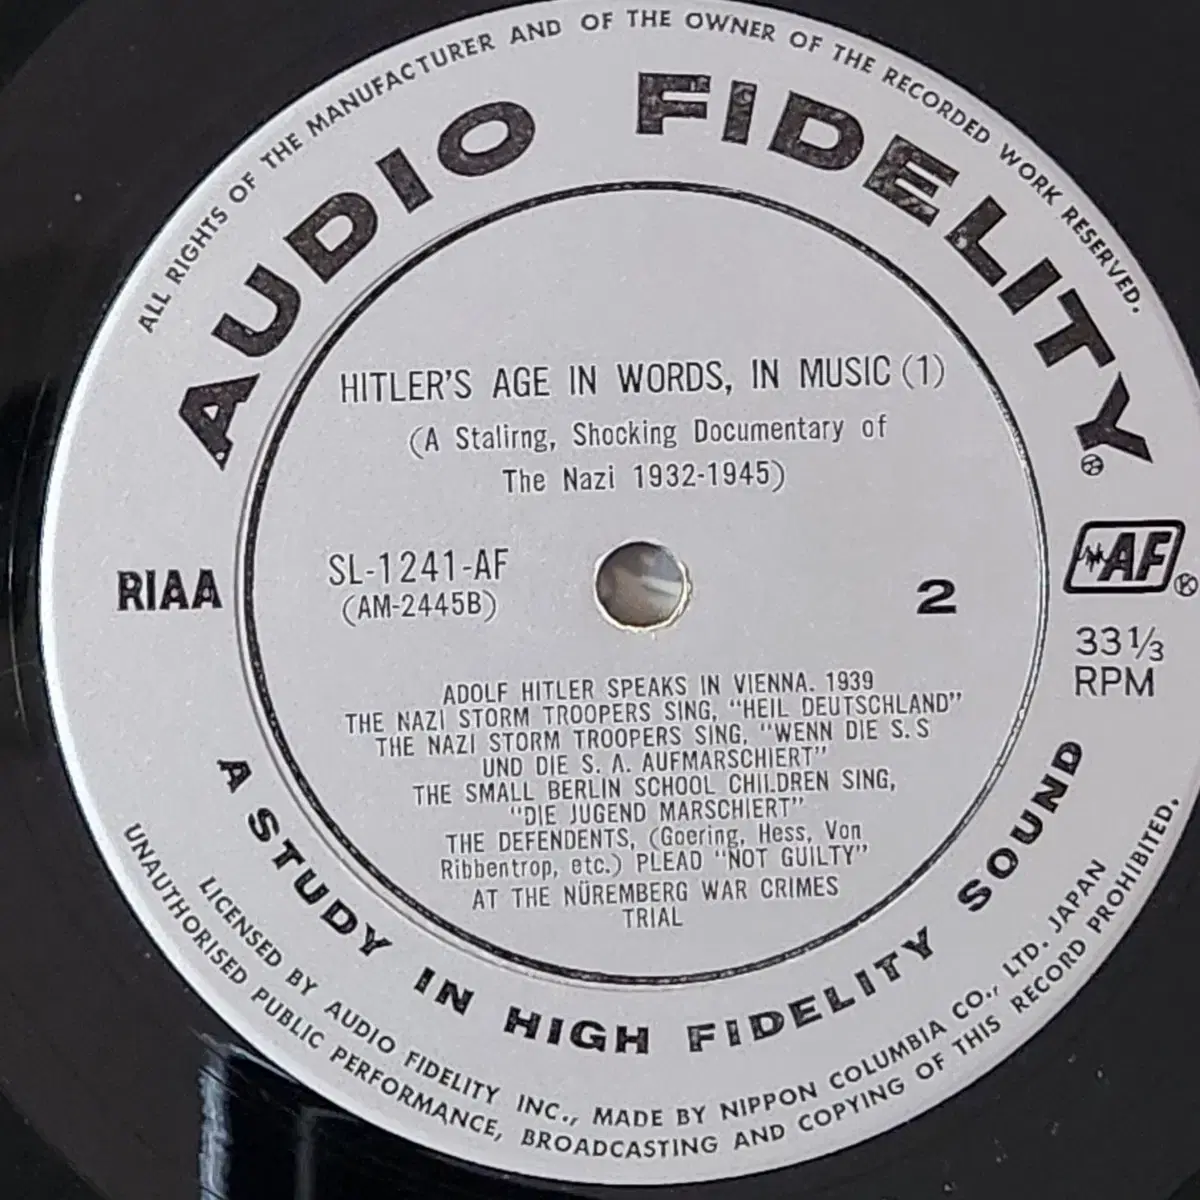 ALL RIGHTS OF THE MANUFACTURER AND OF THE OWNER OF THE RECORDED WORK RESERVED.
AUDIO FIDELITY
®
HITLER'S AGE IN WORDS, IN MUSIC (1)
(A Stalirng, Shocking Documentary of
The Nazi 1932-1945)
RIAA
SL-1241-AF
(AM-2445B)
2
AF ®
33 1/3
RPM
ADOLF HITLER SPEAKS IN VIENNA. 1939
THE NAZI STORM TROOPERS SING, "HEIL DEUTSCHLAND"
THE NAZI STORM TROOPERS SING, "WENN DIE S.S
UND DIE S. A. AUFMARSCHIERT"
THE SMALL BERLIN SCHOOL CHILDREN SING,
"DIE JUGEND MARSCHIERT"
THE DEFENDENTS, (Goering, Hess, Von
Ribbentrop, etc.) PLEAD "NOT GUILTY"
AT THE NÜREMBERG WAR CRIMES
TRIAL
A STUDY IN HIGH FIDELITY SOUND
LICENSED BY AUDIO FIDELITY INC., MADE BY NIPPON COLUMBIA CO., LTD. JAPAN
UNAUTHORISED PUBLIC PERFORMANCE, BROADCASTING AND COPYING OF THIS RECORD PROHIBITED.